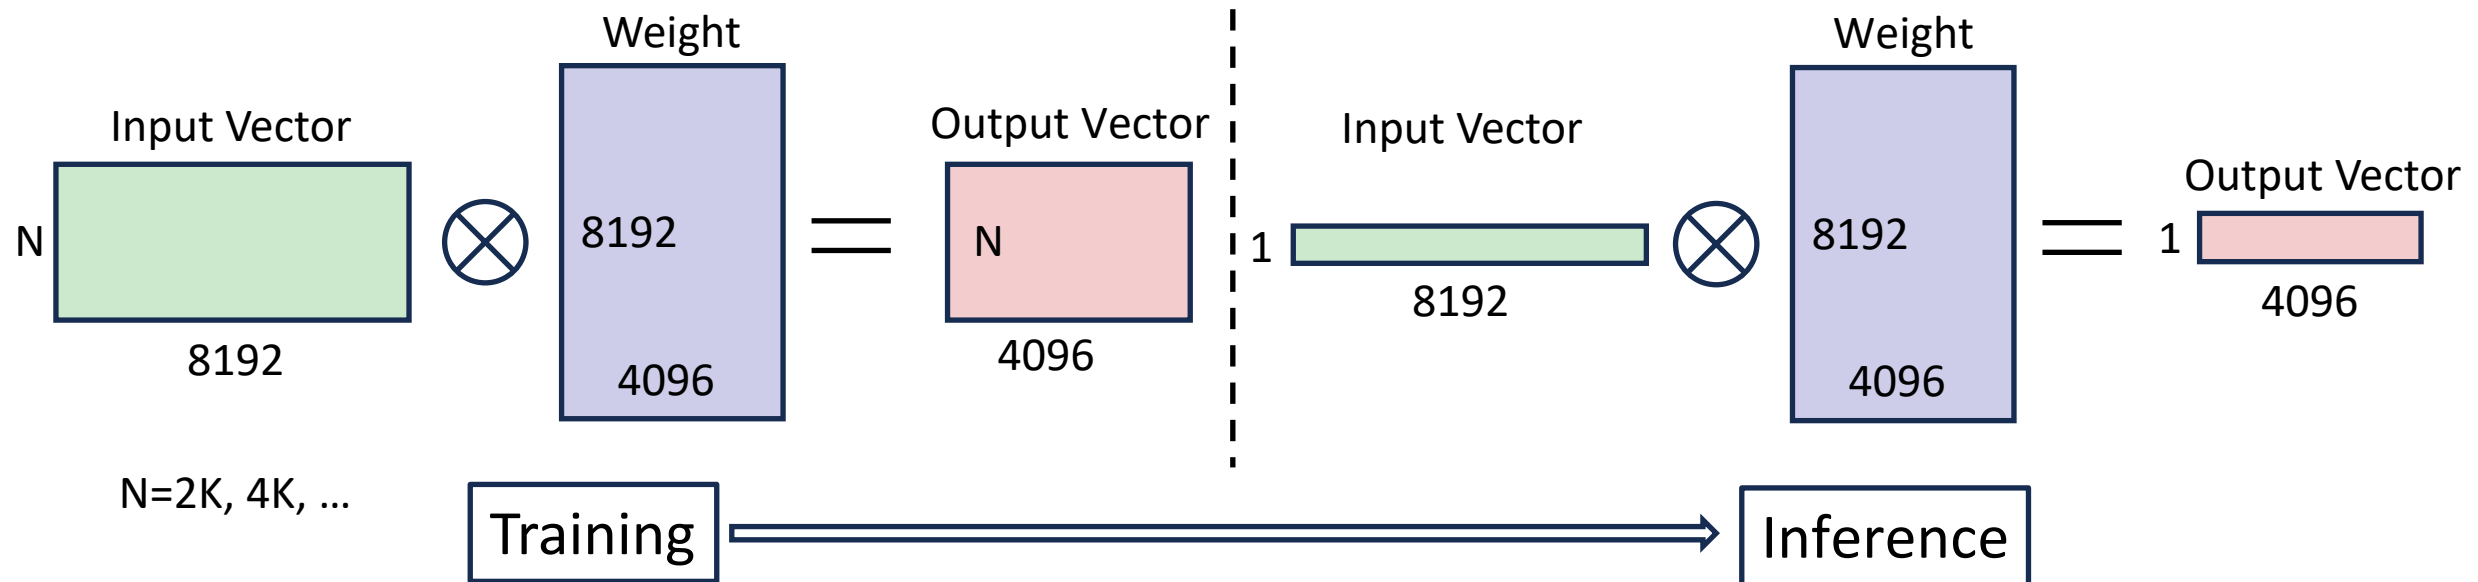 Weight
Input Vector
Output Vector
N
8192
8192
4096
N
4096
N=2K, 4K, ...
Training
Weight
Input Vector
Output Vector
1
8192
8192
4096
1
4096
Inference